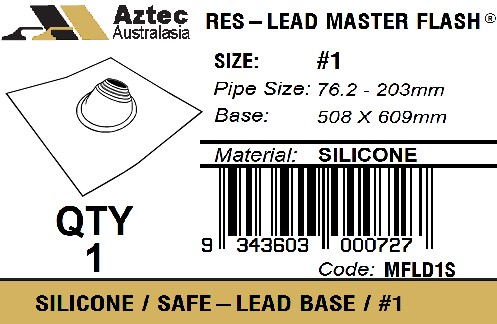 Aztec
Australasia
RES – LEAD MASTER FLASH®
SIZE: #1
Pipe Size: 76.2 - 203mm
Base: 508 X 609mm
Material: SILICONE
QTY
1
9 343603 000727
Code: MFLD1S
SILICONE / SAFE – LEAD BASE / #1